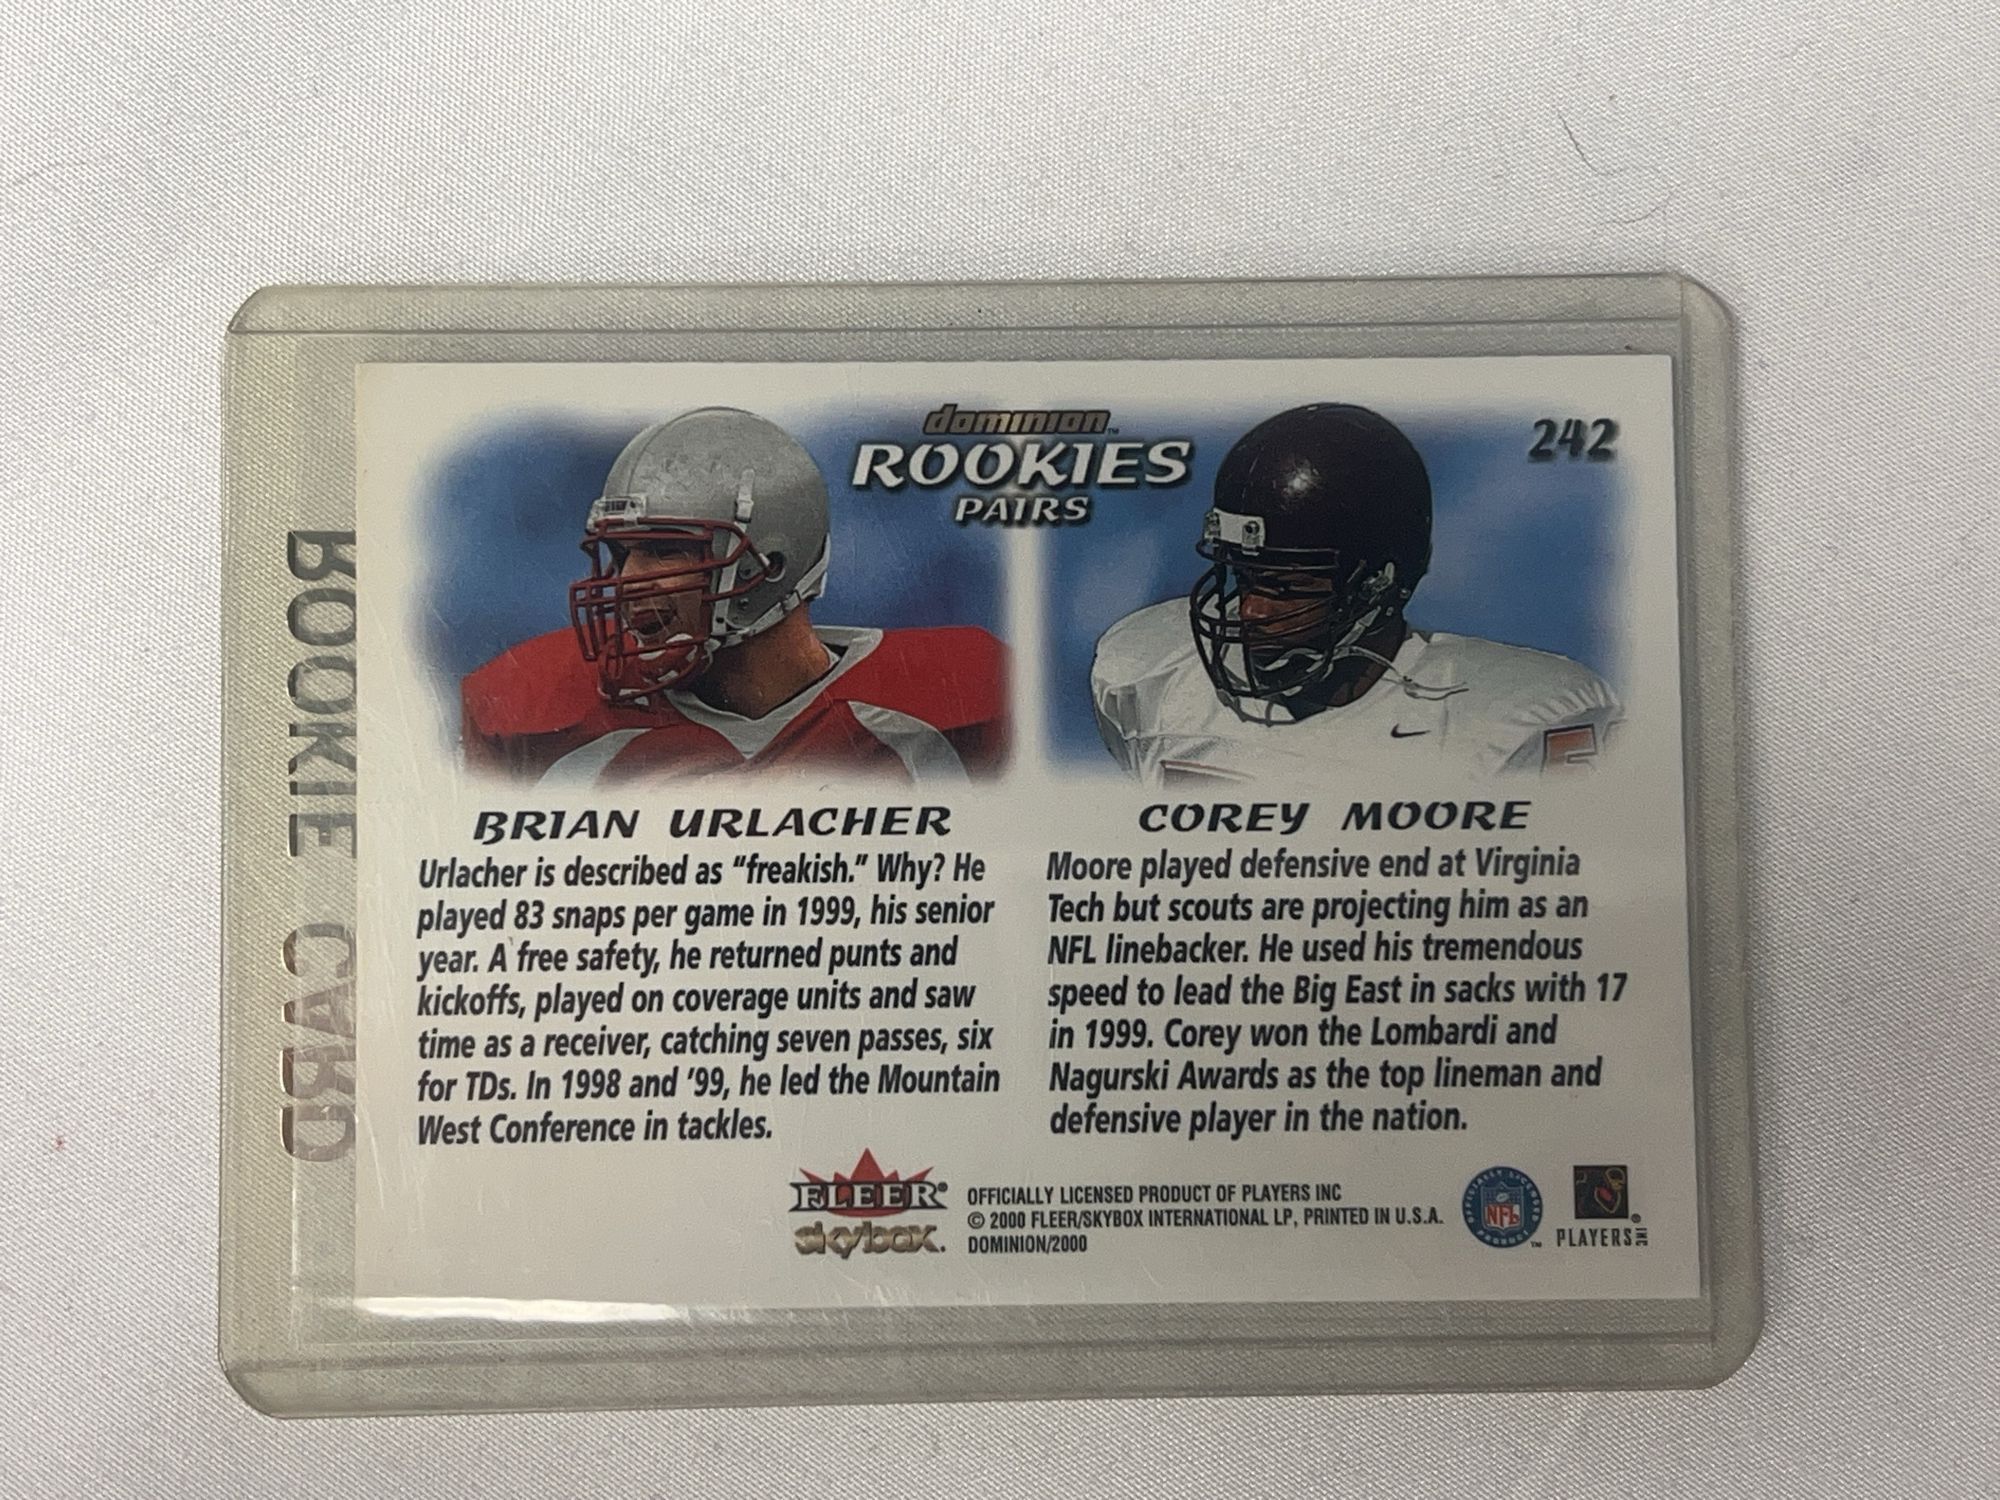 dominion™
ROOKIES
PAIRS
242
BRIAN URLACHER
Urlacher is described as “freakish.” Why? He
played 83 snaps per game in 1999, his senior
year. A free safety, he returned punts and
kickoffs, played on coverage units and saw
time as a receiver, catching seven passes, six
for TDs. In 1998 and ’99, he led the Mountain
West Conference in tackles.
COREY MOORE
Moore played defensive end at Virginia
Tech but scouts are projecting him as an
NFL linebacker. He used his tremendous
speed to lead the Big East in sacks with 17
in 1999. Corey won the Lombardi and
Nagurski Awards as the top lineman and
defensive player in the nation.
FLEER®
skybox.
OFFICIALLY LICENSED PRODUCT OF PLAYERS INC
© 2000 FLEER/SKYBOX INTERNATIONAL LP, PRINTED IN U.S.A.
DOMINION/2000
OFFICIALLY LICENSED PRODUCT
NFL
™
PLAYERS INC®
ROOKIE CARD